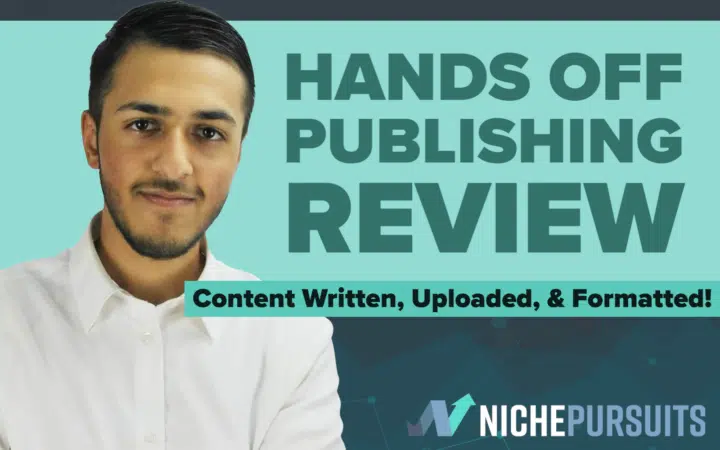 HANDS OFF
PUBLISHING
REVIEW
Content Written, Uploaded, & Formatted!
NICHEPURSUITS